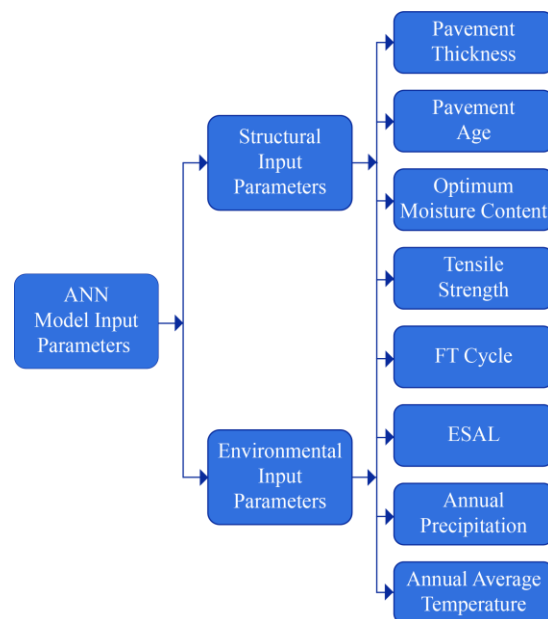 ANN
Model Input
Parameters
Structural
Input
Parameters
Environmental
Input
Parameters
Pavement
Thickness
Pavement
Age
Optimum
Moisture Content
Tensile
Strength
FT Cycle
ESAL
Annual
Precipitation
Annual Average
Temperature